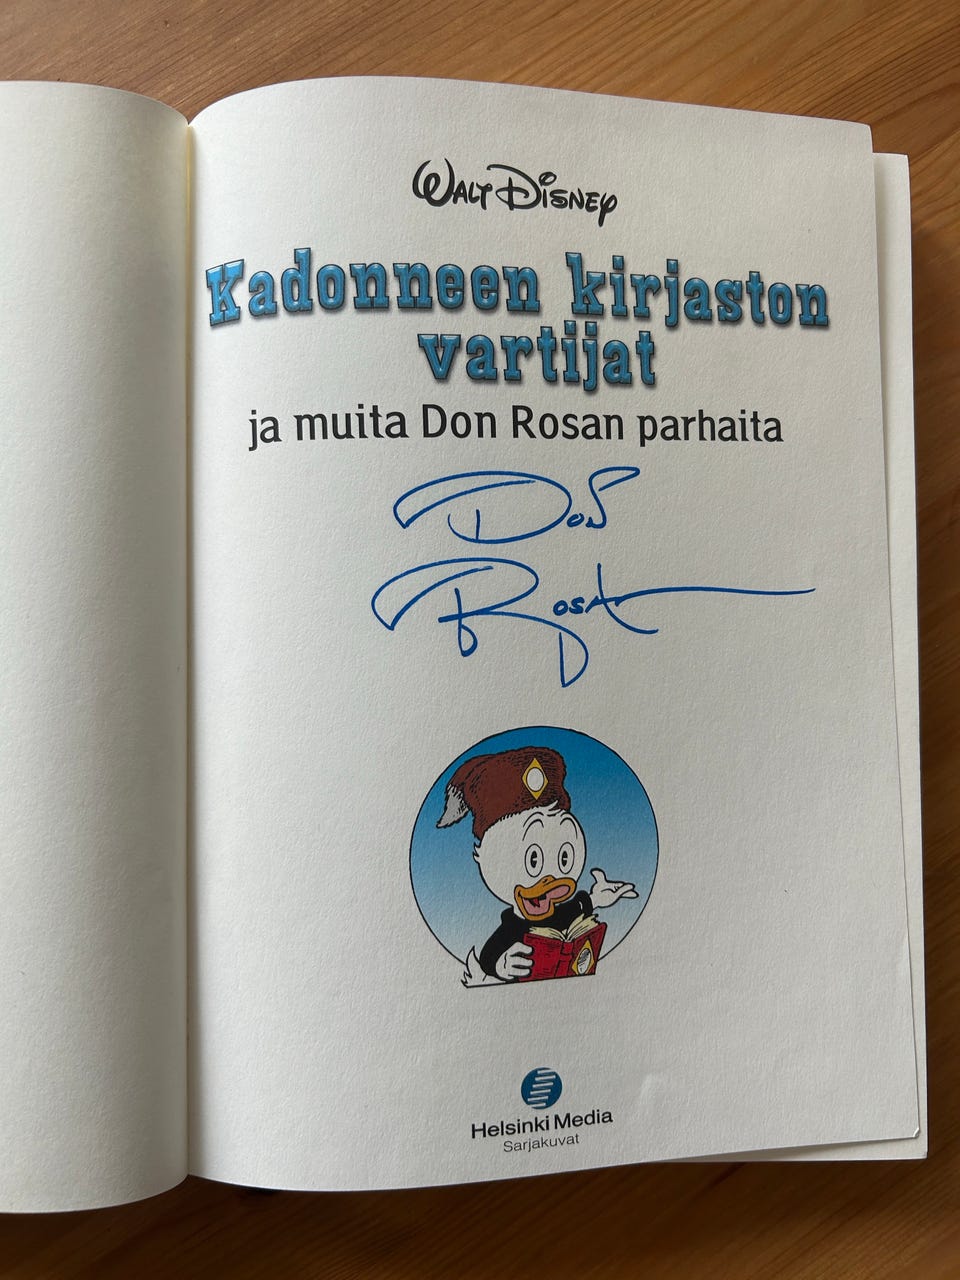 Walt Disney
Kadonneen kirjaston
vartijat
ja muita Don Rosan parhaita
Don
Rosa
Helsinki Media
Sarjakuvat